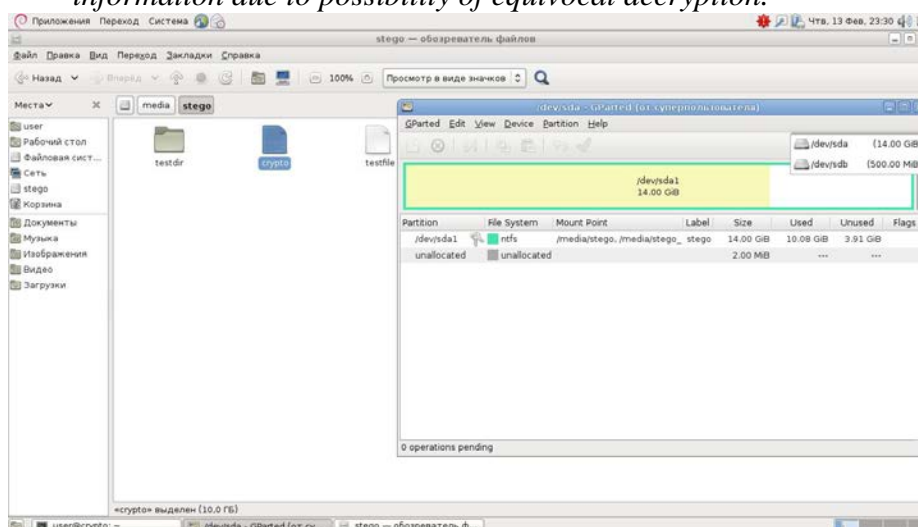 information due to possibility of equivocal decryption.
Приложения Переход Система Чтв, 13 Фев, 23:30
stego — обозреватель файлов
Файл Правка Вид Переход Закладки Справка
Назад Вперед 100% Просмотр в виде значков
Места media stego
user
Рабочий стол
Файловая сист...
Сеть
stego
Корзина
Документы
Музыка
Изображения
Видео
Загрузки
testdir crypto testfile
/dev/sda - GParted (от суперпользователя)
GParted Edit View Device Partition Help
/dev/sda (14.00 GiB
/dev/sdb (500.00 MiB
/dev/sda1
14.00 GiB
Partition File System Mount Point Label Size Used Unused Flags
/dev/sda1 ntfs /media/stego, /media/stego_ stego 14.00 GiB 10.08 GiB 3.91 GiB
unallocated unallocated 2.00 MiB --- ---
0 operations pending
«crypto» выделен (10,0 ГБ)
user@crypto: ~ /dev/sda - GParted (от су... stego — обозреватель ф...